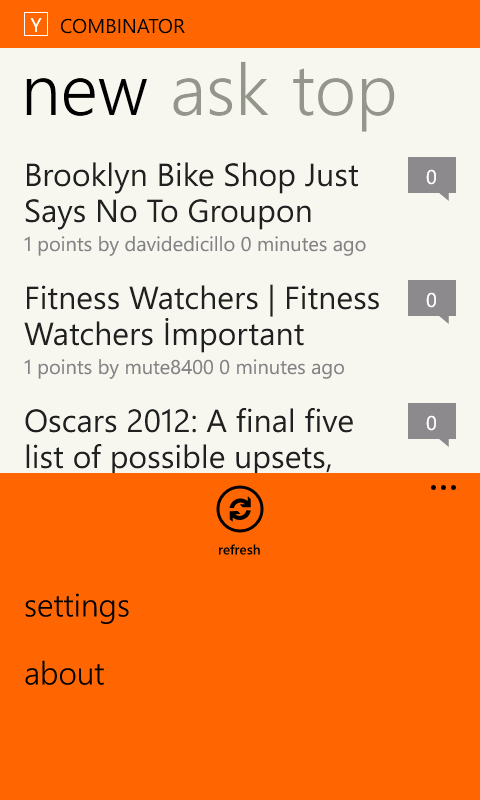 Y COMBINATOR
new ask top
Brooklyn Bike Shop Just
Says No To Groupon
0
1 points by davidedicillo 0 minutes ago
Fitness Watchers | Fitness
Watchers İmportant
0
1 points by mute8400 0 minutes ago
Oscars 2012: A final five
list of possible upsets,
0
refresh
settings
about